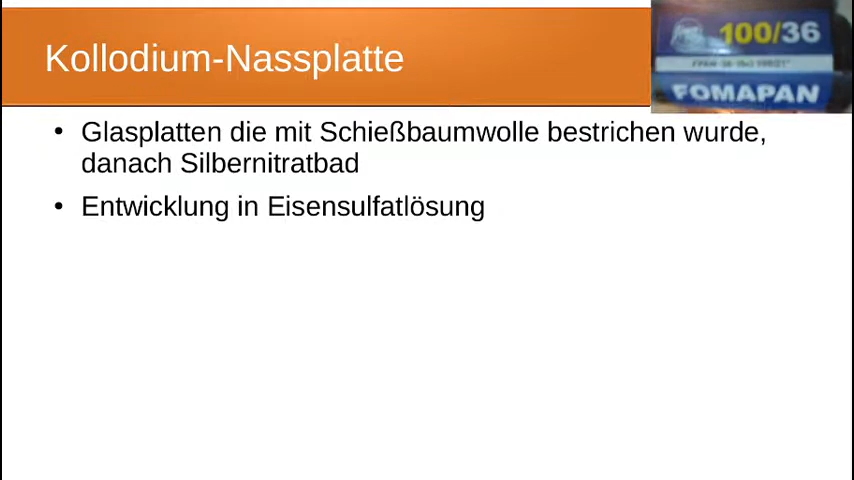 Kollodium-Nassplatte
100/36
FOMAPAN
• Glasplatten die mit Schießbaumwolle bestrichen wurde,
danach Silbernitratbad
• Entwicklung in Eisensulfatlösung